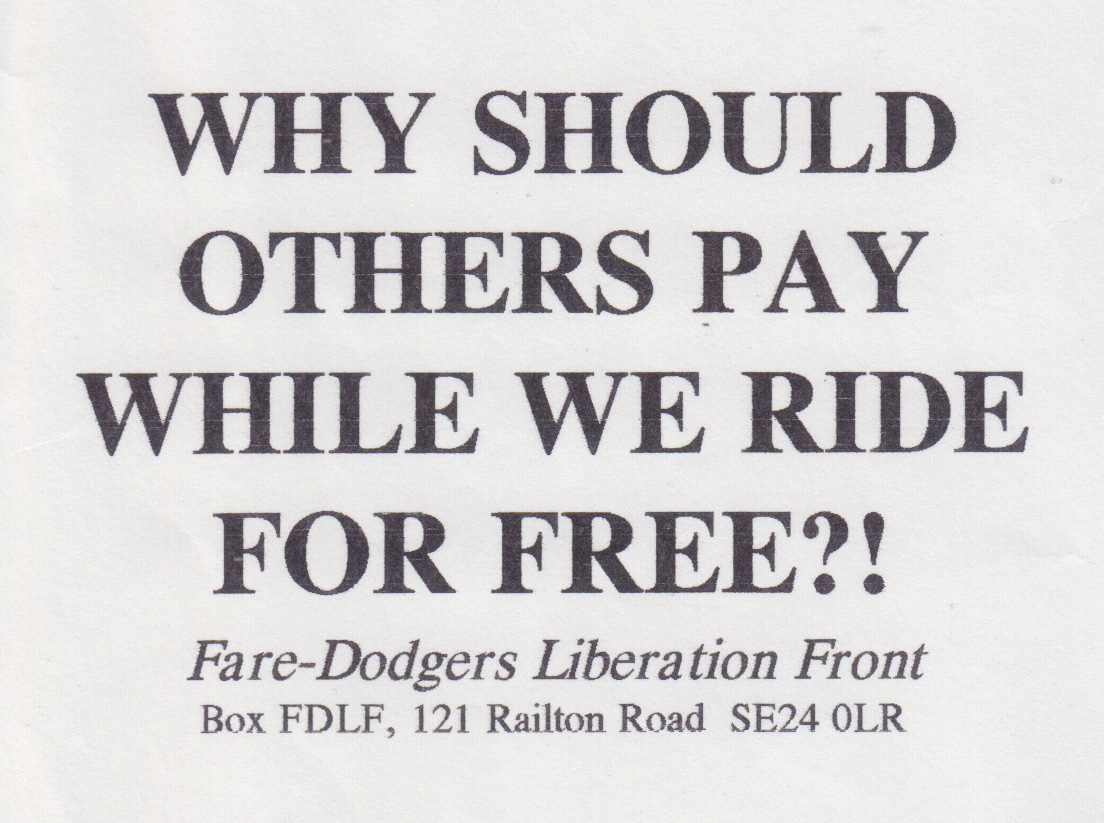 WHY SHOULD
OTHERS PAY
WHILE WE RIDE
FOR FREE?!
Fare-Dodgers Liberation Front
Box FDLF, 121 Railton Road SE24 0LR